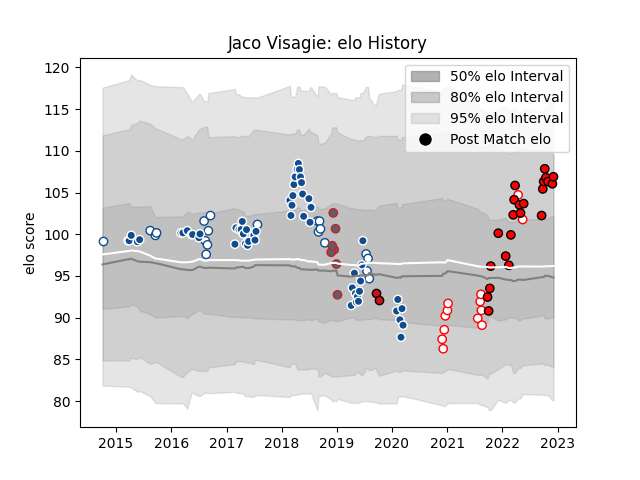 Jaco Visagie: elo History
120
115
110
105
100
95
90
85
80
elo score
50% elo Interval
80% elo Interval
95% elo Interval
Post Match elo
2015 2016 2017 2018 2019 2020 2021 2022 2023